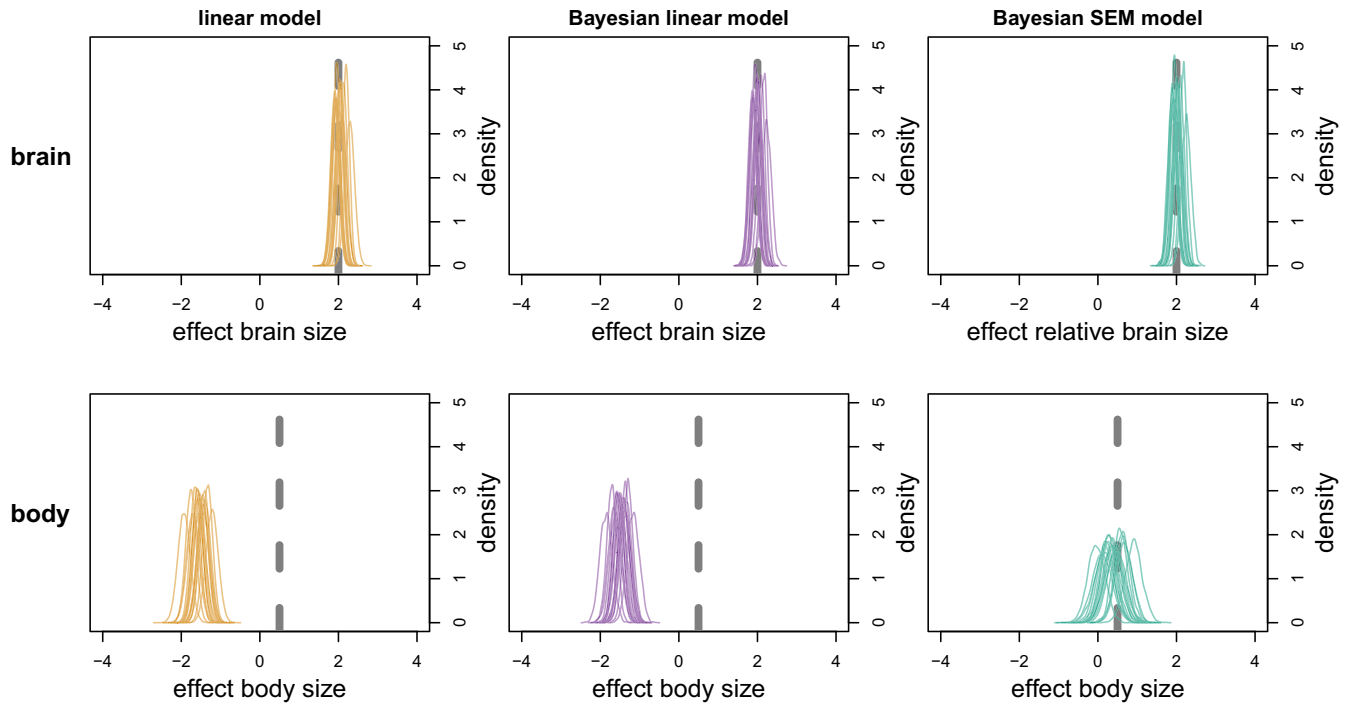 linear model
Bayesian linear model
Bayesian SEM model
brain
0 1 2 3 4 5
density
−4 −2 0 2 4
effect brain size
0 1 2 3 4 5
density
−4 −2 0 2 4
effect brain size
0 1 2 3 4 5
density
−4 −2 0 2 4
effect relative brain size
body
0 1 2 3 4 5
density
−4 −2 0 2 4
effect body size
0 1 2 3 4 5
density
−4 −2 0 2 4
effect body size
0 1 2 3 4 5
density
−4 −2 0 2 4
effect body size